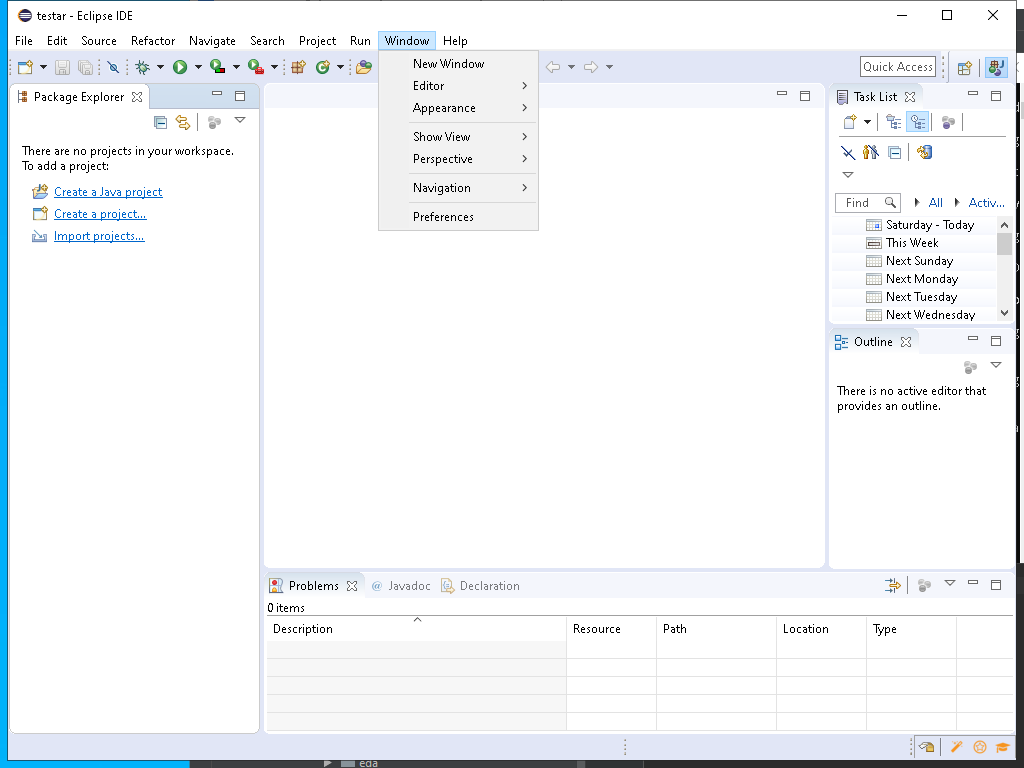 testar - Eclipse IDE
File Edit Source Refactor Navigate Search Project Run Window Help
Quick Access
New Window
Editor
Appearance
Show View
Perspective
Navigation
Preferences
Package Explorer
There are no projects in your workspace.
To add a project:
Create a Java project
Create a project...
Import projects...
Task List
Find All Activ...
Saturday - Today
This Week
Next Sunday
Next Monday
Next Tuesday
Next Wednesday
Outline
There is no active editor that
provides an outline.
Problems @ Javadoc Declaration
0 items
Description Resource Path Location Type
eda